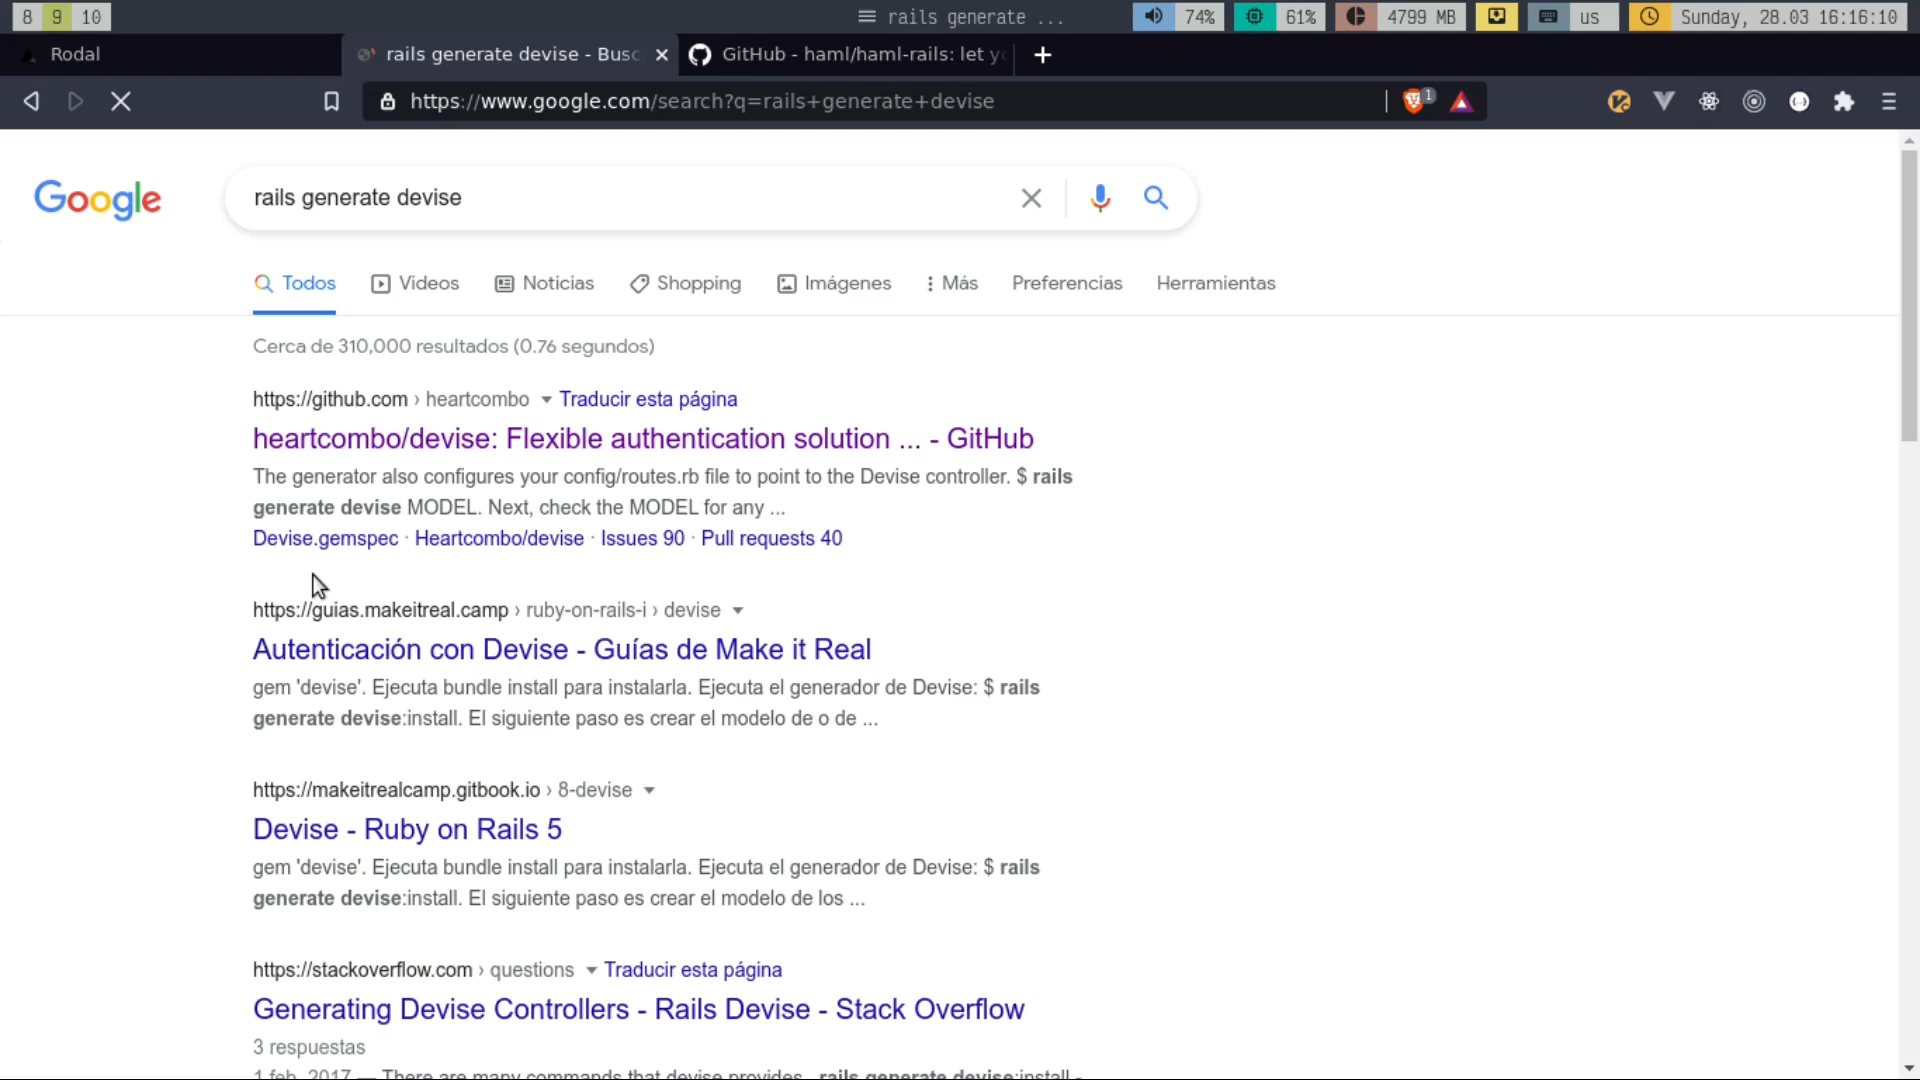 8 9 10
rails generate ...
74%
61%
4799 MB
us
Sunday, 28.03 16:16:10
Rodal
rails generate devise - Busc
GitHub - haml/haml-rails: let y
https://www.google.com/search?q=rails+generate+devise
1
Google
rails generate devise
Todos
Videos
Noticias
Shopping
Imágenes
Más
Preferencias
Herramientas
Cerca de 310,000 resultados (0.76 segundos)
https://github.com › heartcombo Traducir esta página
heartcombo/devise: Flexible authentication solution ... - GitHub
The generator also configures your config/routes.rb file to point to the Devise controller. $ rails
generate devise MODEL. Next, check the MODEL for any ...
Devise.gemspec · Heartcombo/devise · Issues 90 · Pull requests 40
https://guias.makeitreal.camp › ruby-on-rails-i › devise
Autenticación con Devise - Guías de Make it Real
gem 'devise'. Ejecuta bundle install para instalarla. Ejecuta el generador de Devise: $ rails
generate devise:install. El siguiente paso es crear el modelo de o de ...
https://makeitrealcamp.gitbook.io › 8-devise
Devise - Ruby on Rails 5
gem 'devise'. Ejecuta bundle install para instalarla. Ejecuta el generador de Devise: $ rails
generate devise:install. El siguiente paso es crear el modelo de los ...
https://stackoverflow.com › questions Traducir esta página
Generating Devise Controllers - Rails Devise - Stack Overflow
3 respuestas
1 feb. 2017 — There are many commands that devise provides . rails generate devise:install -